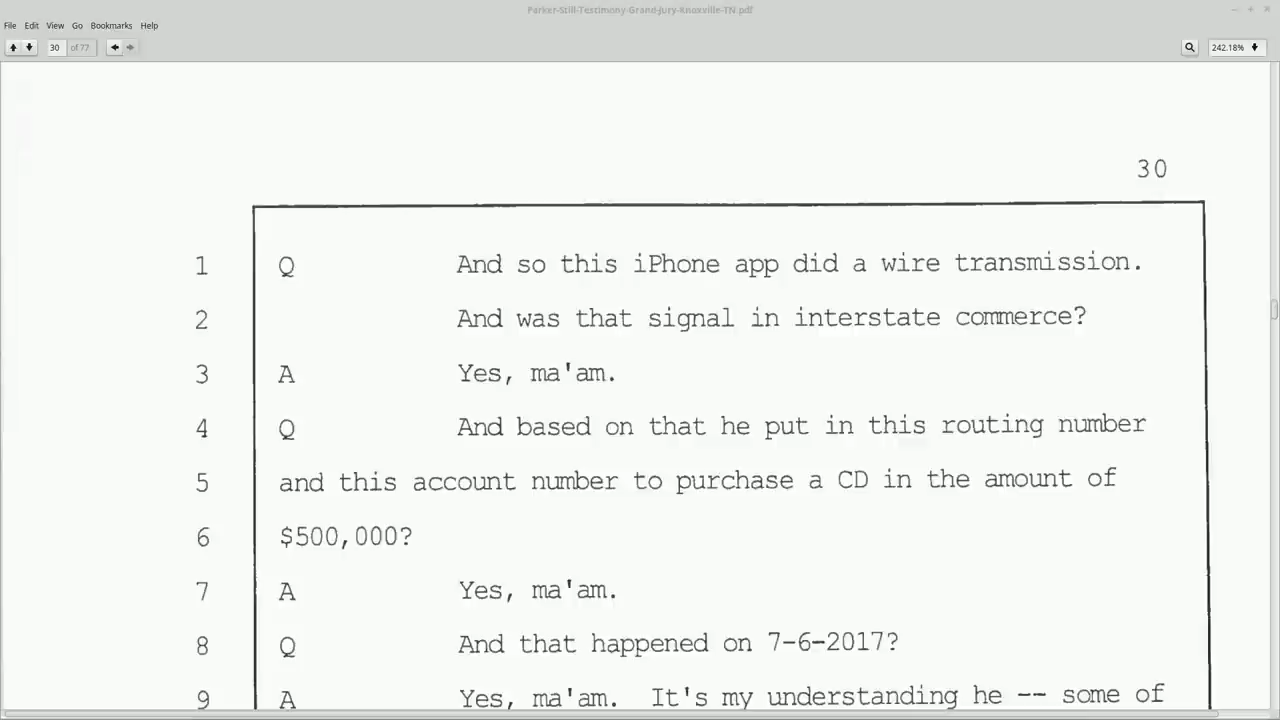 Parker-Still-Testimony-Grand-Jury-Knoxville-TN.pdf
File Edit View Go Bookmarks Help
30 of 77
242.18%
30
1 Q And so this iPhone app did a wire transmission.
2 And was that signal in interstate commerce?
3 A Yes, ma'am.
4 Q And based on that he put in this routing number
5 and this account number to purchase a CD in the amount of
6 $500,000?
7 A Yes, ma'am.
8 Q And that happened on 7-6-2017?
9 A Yes, ma'am. It's my understanding he -- some of